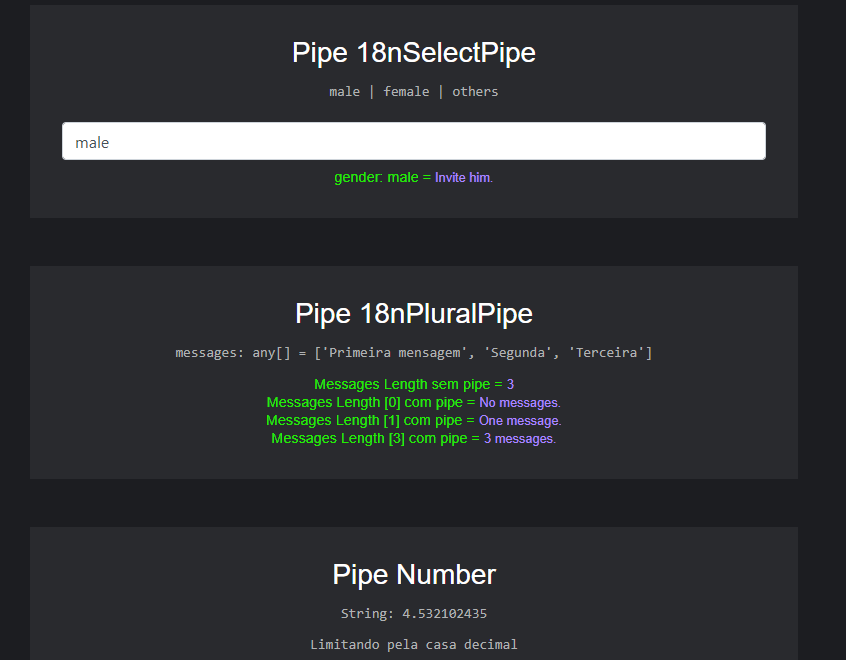 Pipe 18nSelectPipe
male | female | others
male
gender: male = Invite him.
Pipe 18nPluralPipe
messages: any[] = ['Primeira mensagem', 'Segunda', 'Terceira']
Messages Length sem pipe = 3
Messages Length [0] com pipe = No messages.
Messages Length [1] com pipe = One message.
Messages Length [3] com pipe = 3 messages.
Pipe Number
String: 4.532102435
Limitando pela casa decimal